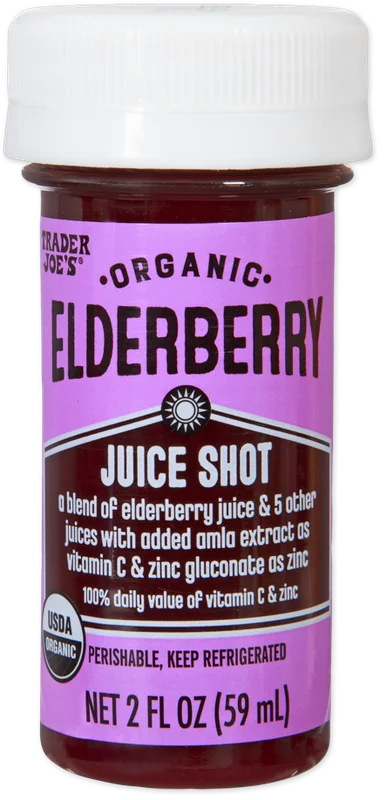 TRADER
JOE'S®
•ORGANIC•
ELDERBERRY
JUICE SHOT
a blend of elderberry juice & 5 other
juices with added amla extract as
vitamin C & zinc gluconate as zinc
100% daily value of vitamin C & zinc
USDA
ORGANIC
PERISHABLE, KEEP REFRIGERATED
NET 2 FL OZ (59 mL)